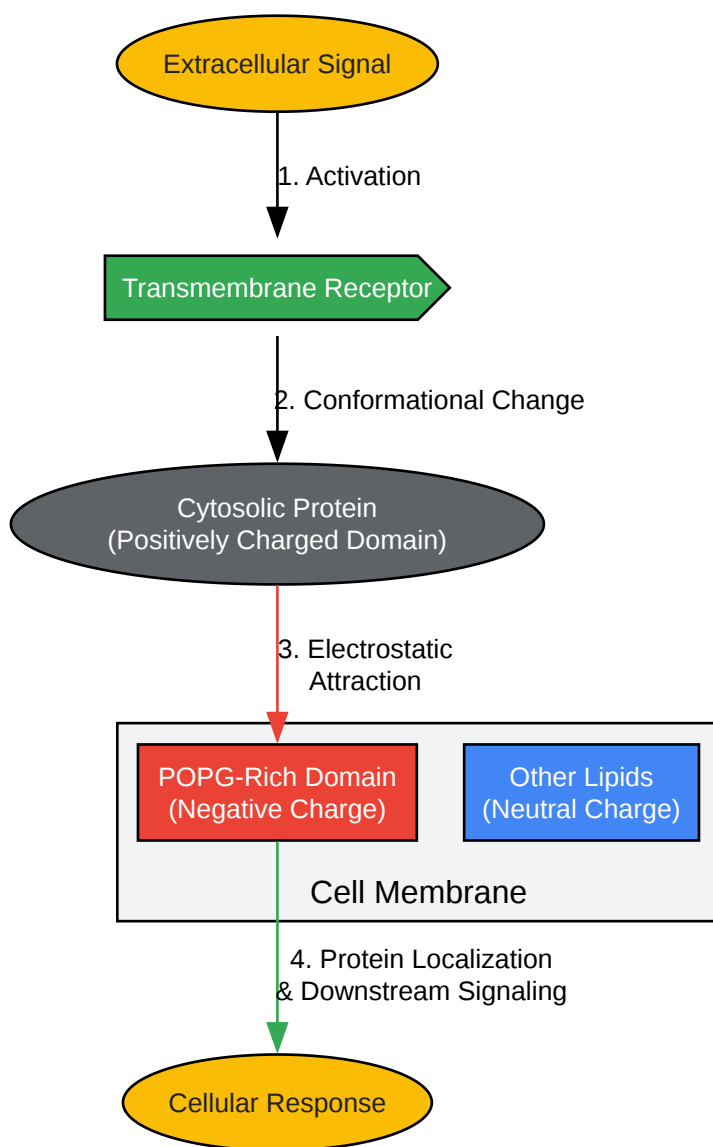 Extracellular Signal
1. Activation
Transmembrane Receptor
2. Conformational Change
Cytosolic Protein
(Positively Charged Domain)
3. Electrostatic
Attraction
POPG-Rich Domain
(Negative Charge)
Other Lipids
(Neutral Charge)
Cell Membrane
4. Protein Localization
& Downstream Signaling
Cellular Response